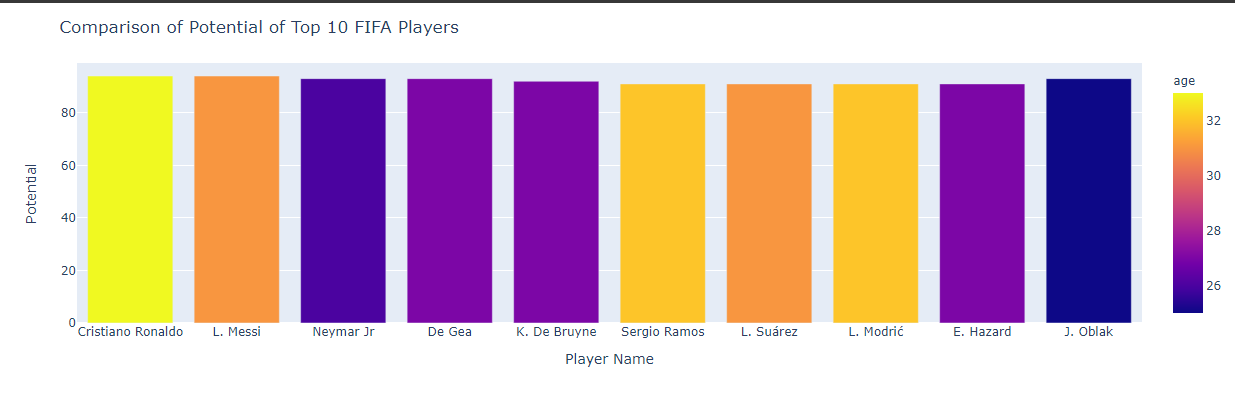 Comparison of Potential of Top 10 FIFA Players
age
80
60
40
20
0
Potential
32
30
28
26
Cristiano Ronaldo L. Messi Neymar Jr De Gea K. De Bruyne Sergio Ramos L. Suárez L. Modrić E. Hazard J. Oblak
Player Name